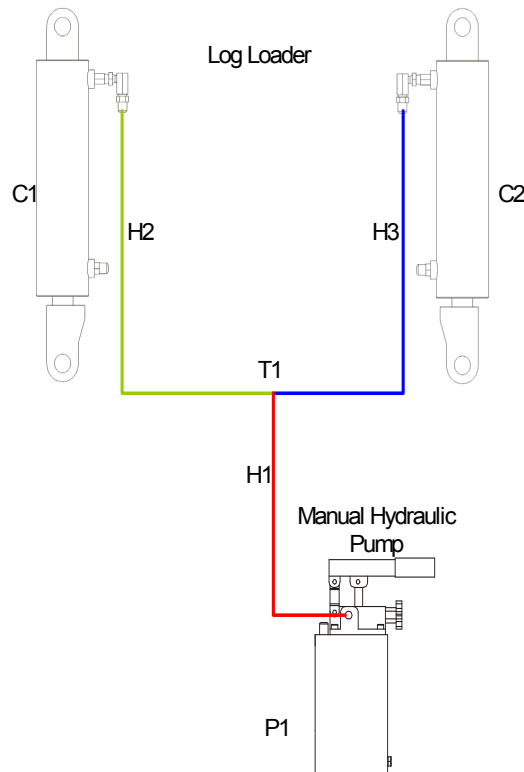 Log Loader
C1
C2
H2
H3
T1
H1
Manual Hydraulic
Pump
P1